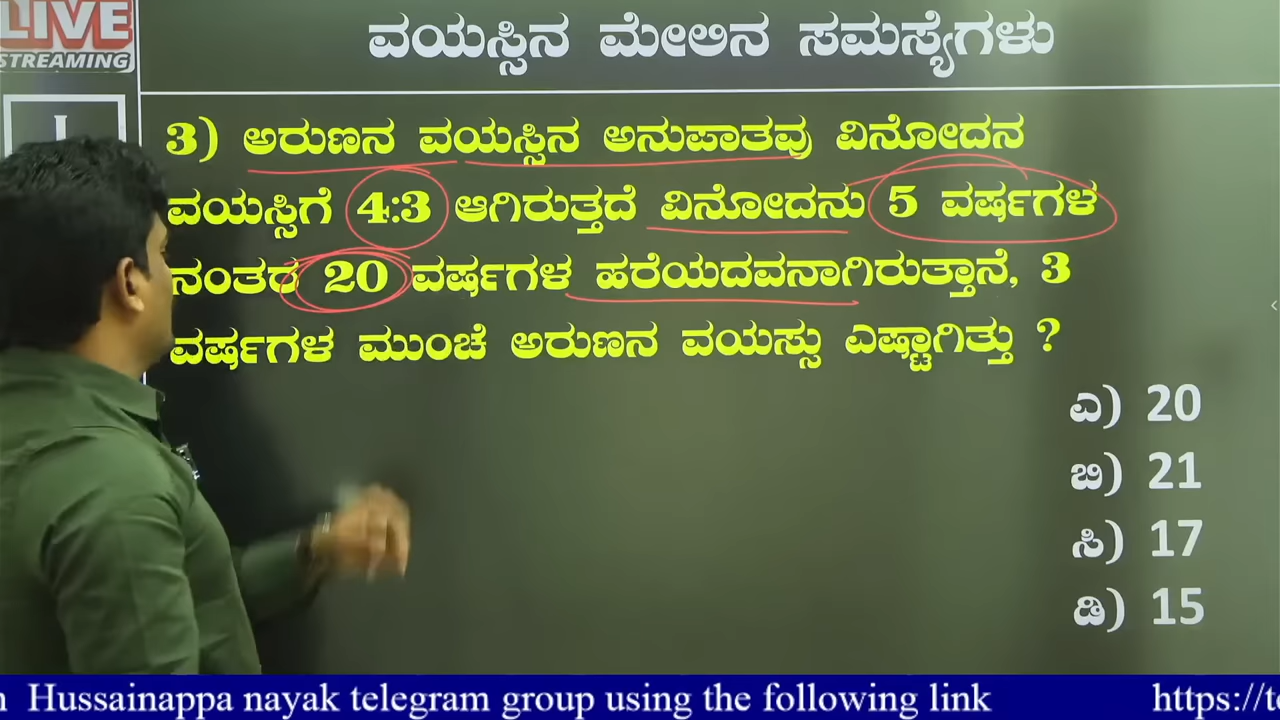 LIVE
STREAMING
ವಯಸ್ಸಿನ ಮೇಲಿನ ಸಮಸ್ಯೆಗಳು
3) ಅರುಣನ ವಯಸ್ಸಿನ ಅನುಪಾತವು ವಿನೋದನ
ವಯಸ್ಸಿಗೆ 4:3 ಆಗಿರುತ್ತದೆ ವಿನೋದನು 5 ವರ್ಷಗಳ
ನಂತರ 20 ವರ್ಷಗಳ ಹರೆಯದವನಾಗಿರುತ್ತಾನೆ, 3
ವರ್ಷಗಳ ಮುಂಚೆ ಅರುಣನ ವಯಸ್ಸು ಎಷ್ಟಾಗಿತ್ತು ?
ಎ) 20
ಬಿ) 21
ಸಿ) 17
ಡಿ) 15
Hussainappa nayak telegram group using the following link